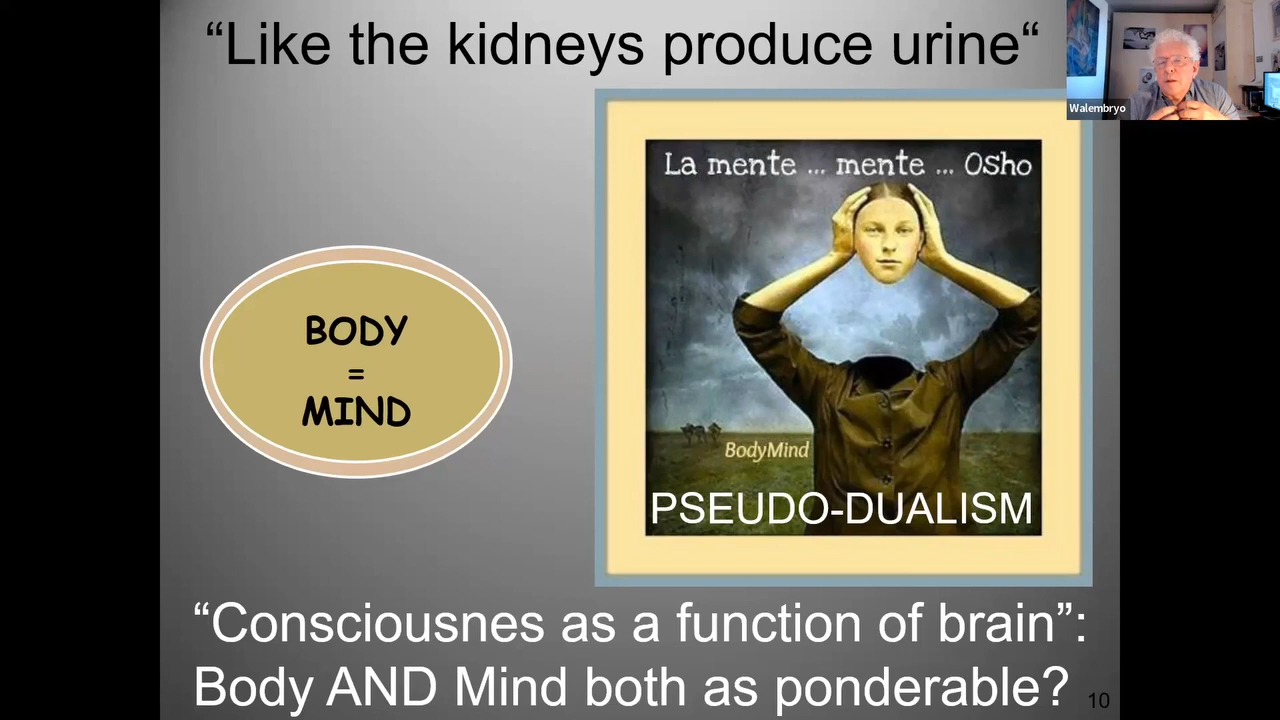 “Like the kidneys produce urine“
Walembryo
La mente ... mente ... Osho
BODY
=
MIND
BodyMind
PSEUDO-DUALISM
“Consciousnes as a function of brain”:
Body AND Mind both as ponderable?
10